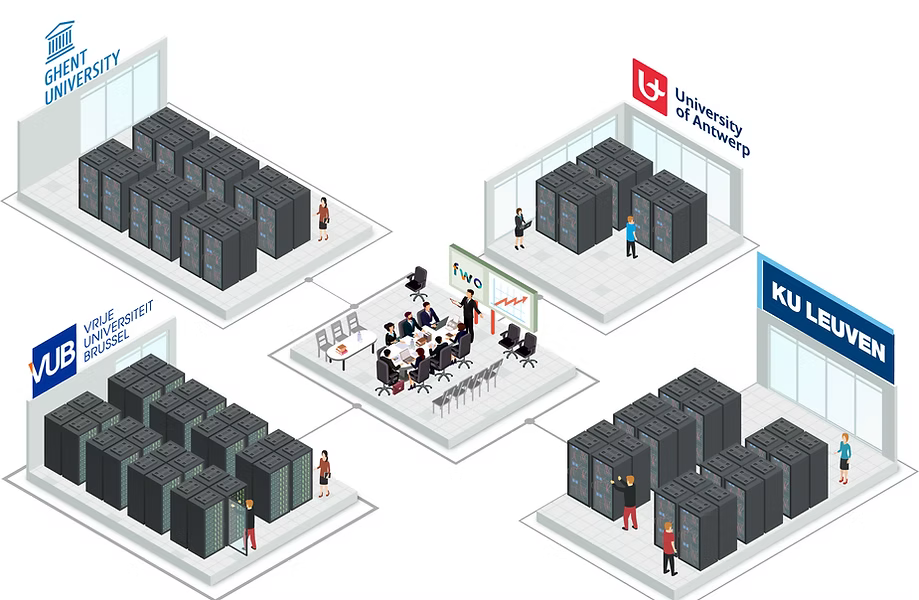 GHENT
UNIVERSITY
University
of Antwerp
fwo
KU LEUVEN
VUB
VRIJE
UNIVERSITEIT
BRUSSEL